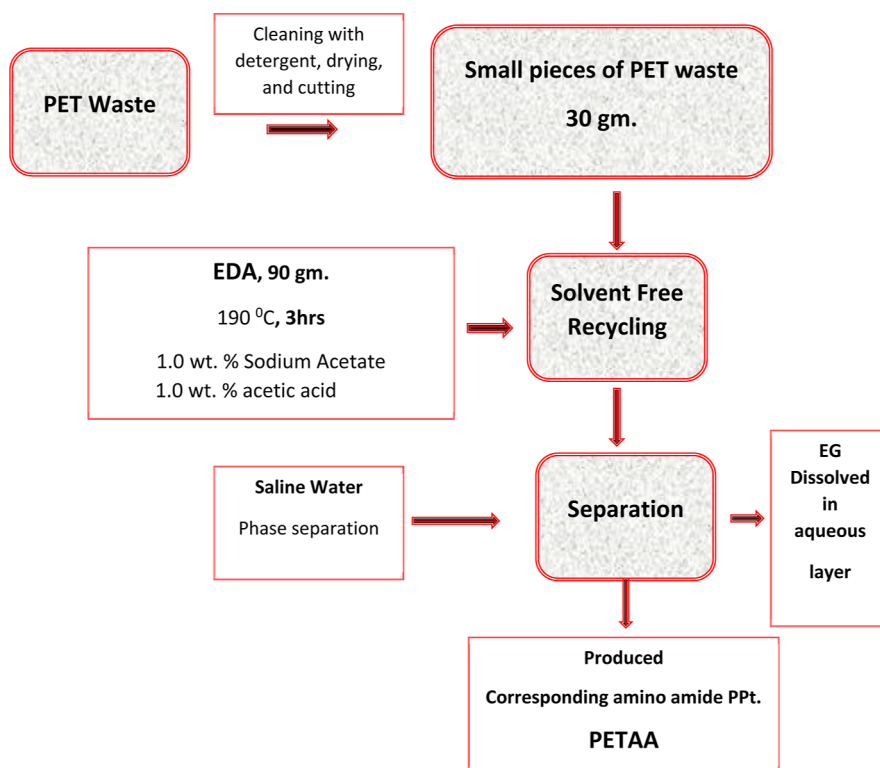 PET Waste
Cleaning with
detergent, drying,
and cutting
Small pieces of PET waste
30 gm.
EDA, 90 gm.
190 ⁰C, 3hrs
1.0 wt. % Sodium Acetate
1.0 wt. % acetic acid
Solvent Free
Recycling
Saline Water
Phase separation
Separation
EG
Dissolved
in
aqueous
layer
Produced
Corresponding amino amide PPt.
PETAA